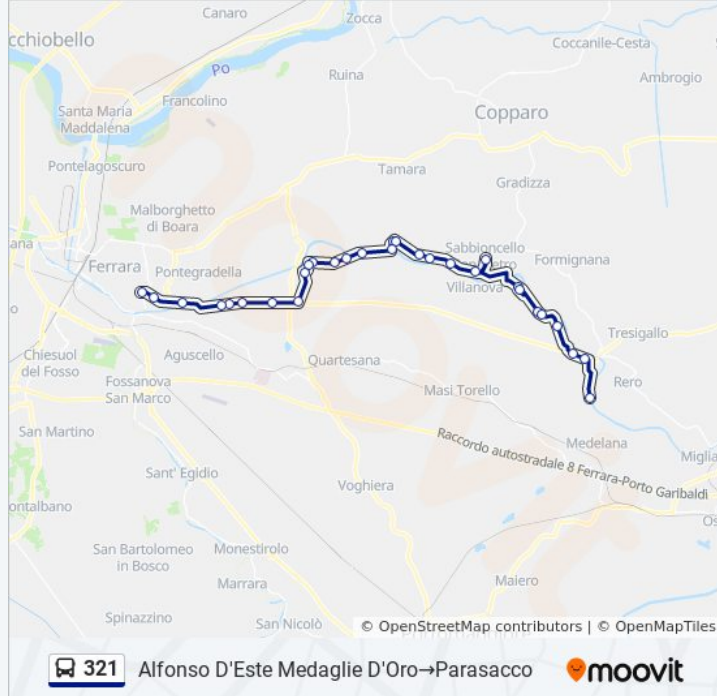 Canaro
Zocca
cchiobello
Coccanile-Cesta
Po
Ruina
Ambrogio
Francolino
Santa Maria
Maddalena
Copparo
Pontelagoscuro
Tamara
Gradizza
Malborghetto
di Boara
ana
Sabbioncello
Ferrara
Pontegradella
Formignana
Villanova
Tresigallo
Chiesuol
del Fosso
Aguscello
Quartesana
Rero
Fossanova
San Marco
Masi Torello
San Martino
Medelana
Raccordo autostradale 8 Ferrara-Porto Garibaldi
Miglia
Sant' Egidio
Voghiera
ontalbano
Os
San Bartolomeo
in Bosco
Monestirolo
Marrara
Maiero
Spinazzino
San Nicolò
© OpenStreetMap contributors | © OpenMapTiles
321 Alfonso D'Este Medaglie D'Oro→Parasacco moovit